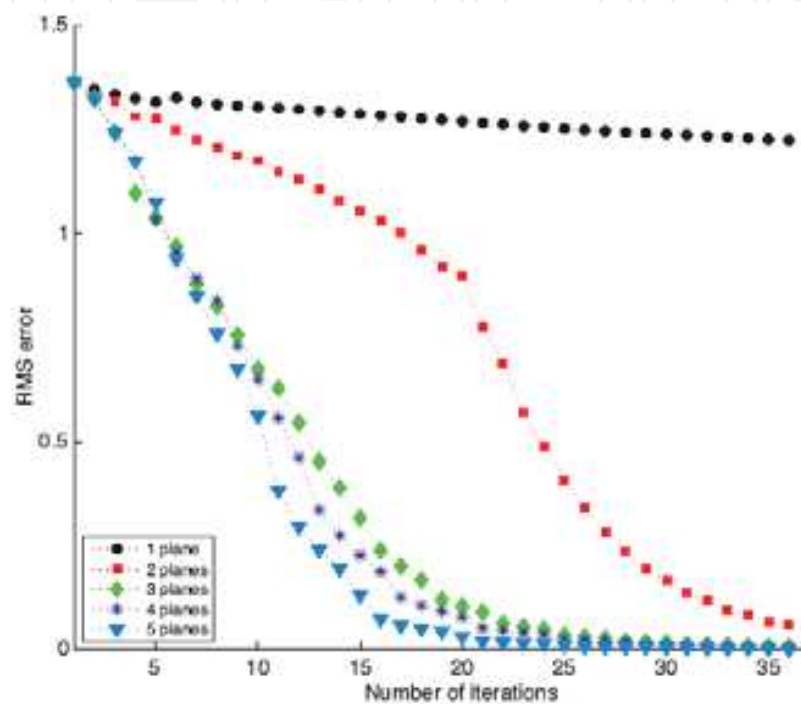 1.5
1
0.5
0
RMS error
1 plane
2 planes
3 planes
4 planes
5 planes
5 10 15 20 25 30 35
Number of iterations